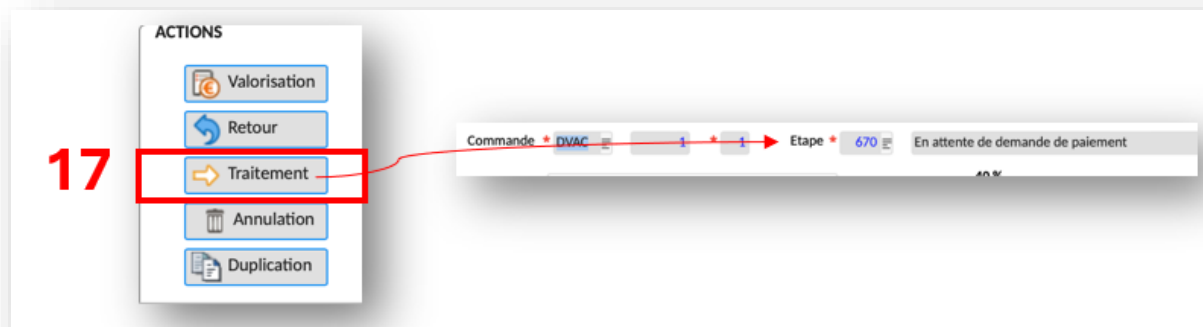 ACTIONS
Valorisation
Retour
17
Traitement
Annulation
Duplication
Commande * DVAC 1 * 1 Etape * 670 En attente de demande de paiement
40 %